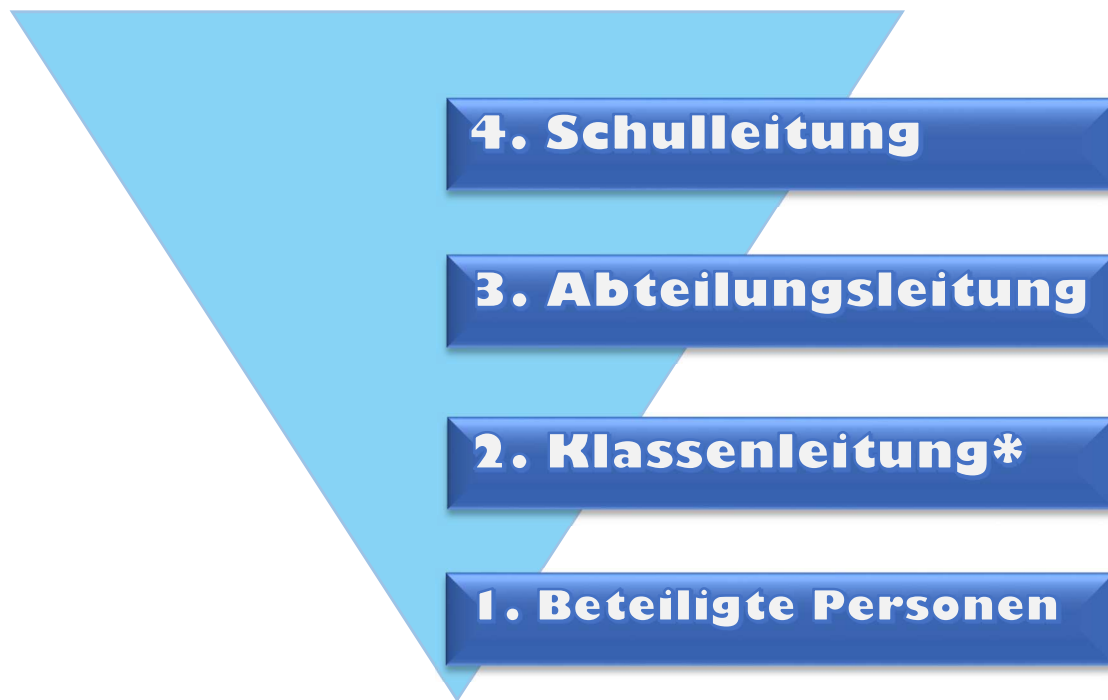 4. Schulleitung
3. Abteilungsleitung
2. Klassenleitung*
1. Beteiligte Personen